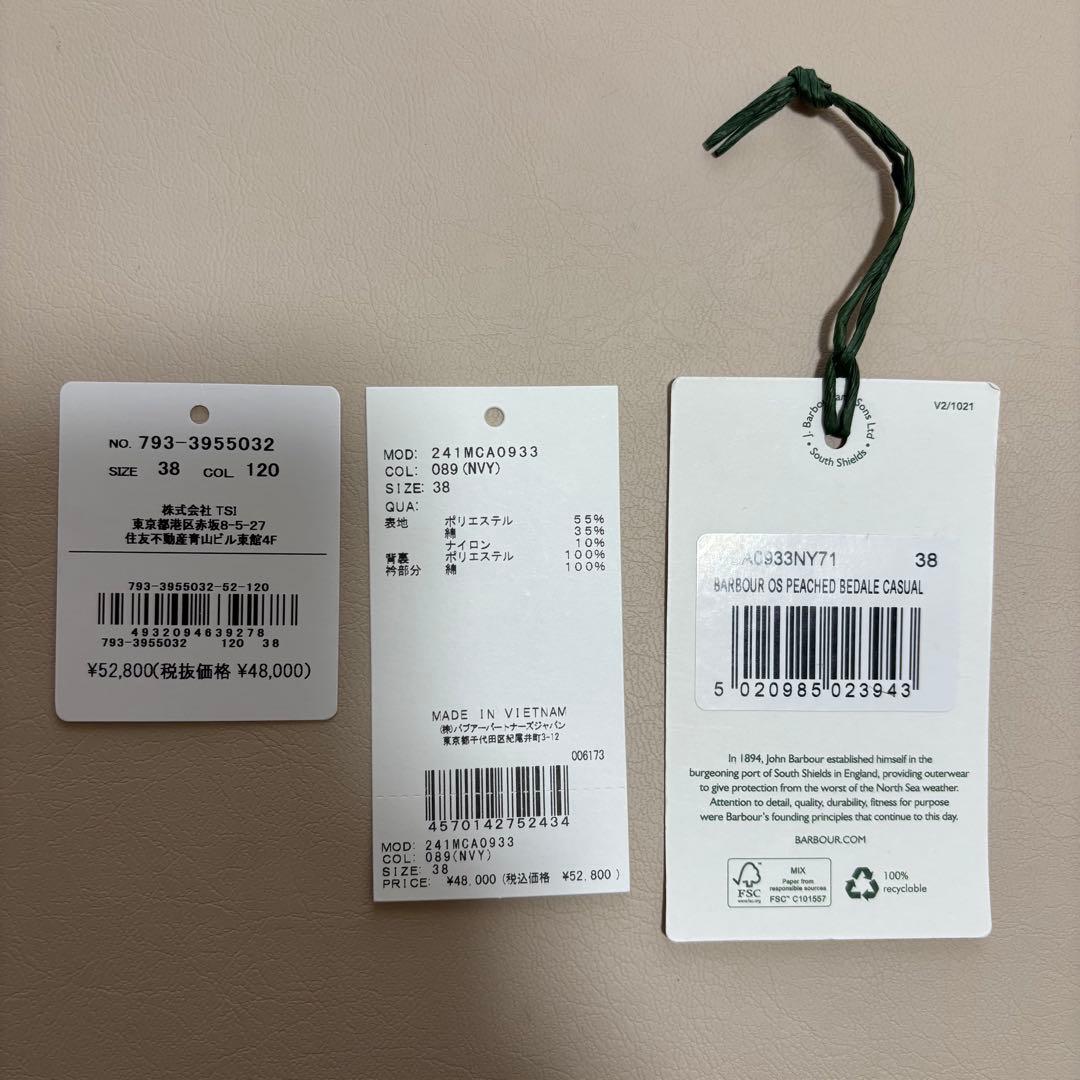 NO. 793-3955032
SIZE 38 COL 120
株式会社 TSI
東京都港区赤坂8-5-27
住友不動産青山ビル東館4F
793-3955032-52-120
4932094639278
793-3955032 120 38
¥52,800(税抜価格 ¥48,000)
MOD: 241MCA0933
COL: 089(NVY)
SIZE: 38
QUA:
表地 ポリエステル 55%
綿 35%
ナイロン 10%
背裏 ポリエステル 100%
衿部分 綿 100%
MADE IN VIETNAM
(株)バブアーパートナーズジャパン
東京都千代田区紀尾井町3-12
006173
4570142752434
MOD: 241MCA0933
COL: 089(NVY)
SIZE: 38
PRICE: ¥48,000(税込価格 ¥52,800)
V2/1021
J. Barbour and Sons Ltd
• South Shields •
A0933NY71 38
BARBOUR OS PEACHED BEDALE CASUAL
5 020985 023943
In 1894, John Barbour established himself in the
burgeoning port of South Shields in England, providing outerwear
to give protection from the worst of the North Sea weather.
Attention to detail, quality, durability, fitness for purpose
were Barbour's founding principles that continue to this day.
BARBOUR.COM
FSC
www.fsc.org
MIX
Paper from
responsible sources
FSC™ C101557
100%
recyclable